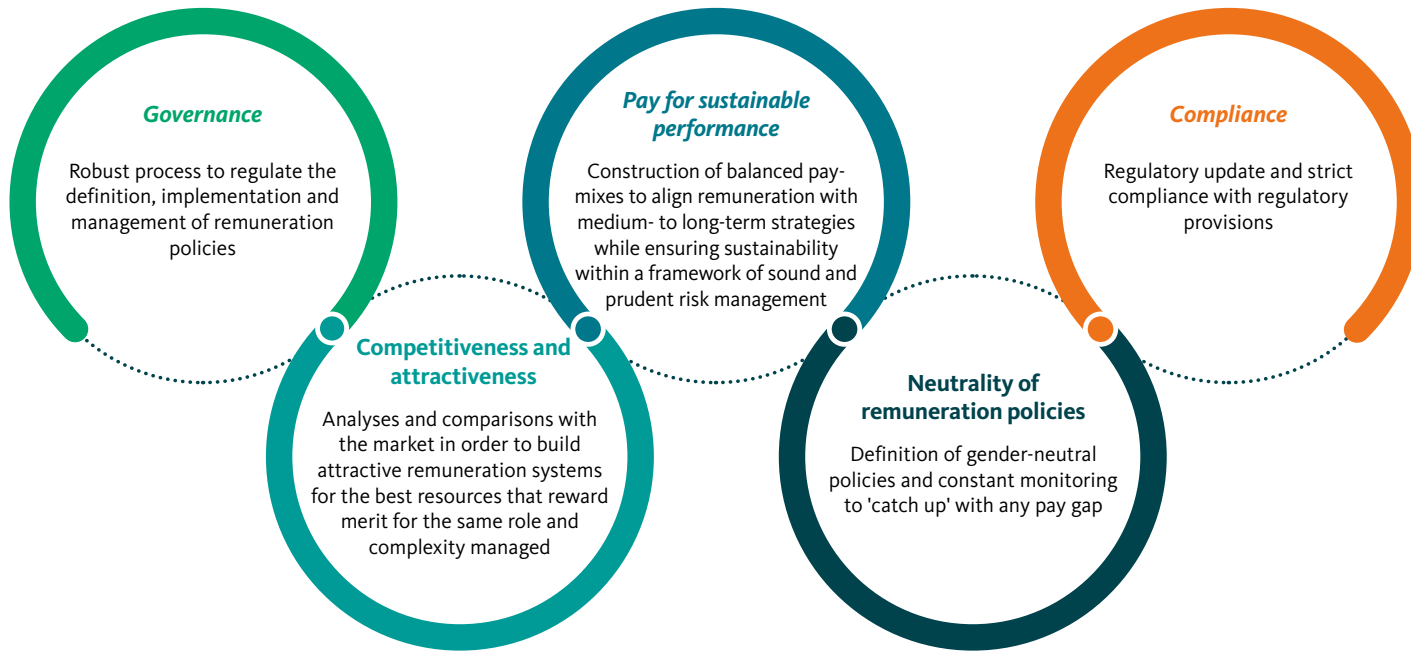 Governance
Robust process to regulate the
definition, implementation and
management of remuneration
policies
Competitiveness and
attractiveness
Analyses and comparisons with
the market in order to build
attractive remuneration systems
for the best resources that reward
merit for the same role and
complexity managed
Pay for sustainable
performance
Construction of balanced pay-
mixes to align remuneration with
medium- to long-term strategies
while ensuring sustainability
within a framework of sound and
prudent risk management
Neutrality of
remuneration policies
Definition of gender-neutral
policies and constant monitoring
to 'catch up' with any pay gap
Compliance
Regulatory update and strict
compliance with regulatory
provisions